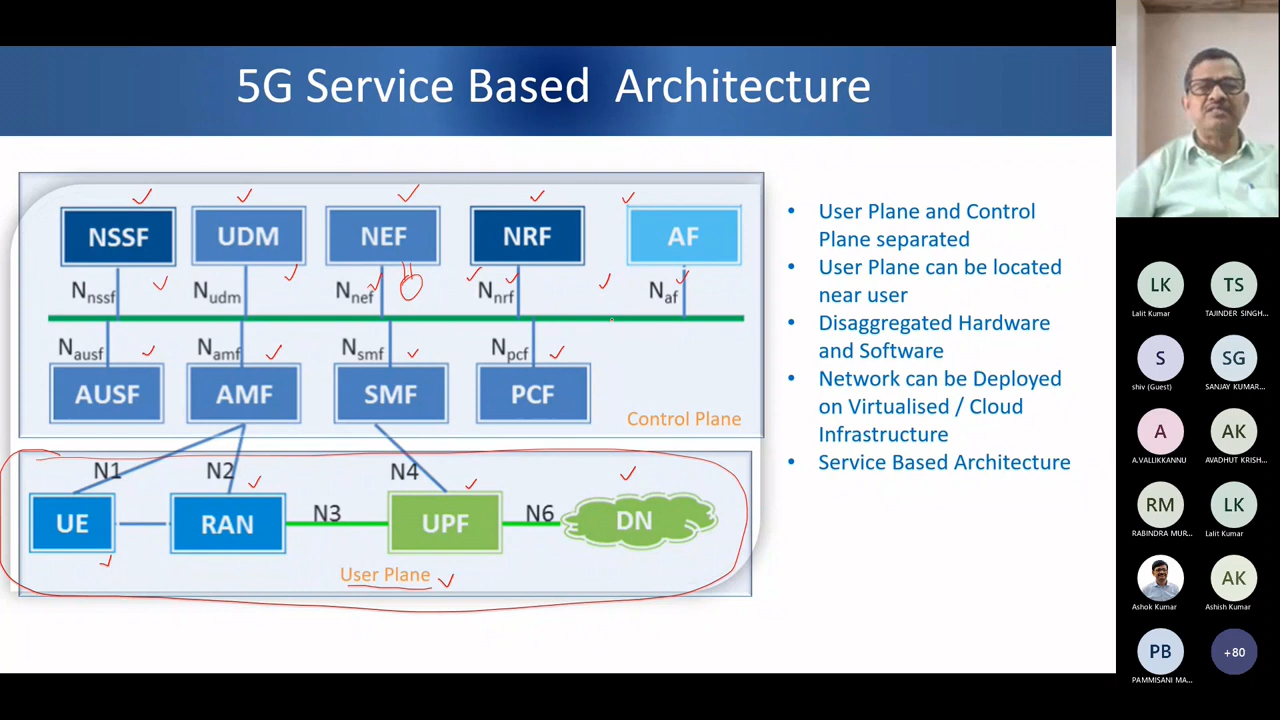 5G Service Based Architecture
NSSF UDM NEF NRF AF
Nnssf Nudm Nnef Nnrf Naf
Nausf Namf Nsmf Npcf
AUSF AMF SMF PCF
Control Plane
N1 N2 N4
UE RAN N3 UPF N6 DN
User Plane
• User Plane and Control
Plane separated
• User Plane can be located
near user
• Disaggregated Hardware
and Software
• Network can be Deployed
on Virtualised / Cloud
Infrastructure
• Service Based Architecture
LK TS
Lalit Kumar TAJINDER SINGH...
S SG
shiv (Guest) SANJAY KUMAR...
A AK
A.VALLIKKANNU AVADHUT KRISH...
RM LK
RABINDRA MUR... Lalit Kumar
AK
Ashok Kumar Ashish Kumar
PB +80
PAMMISANI MA...